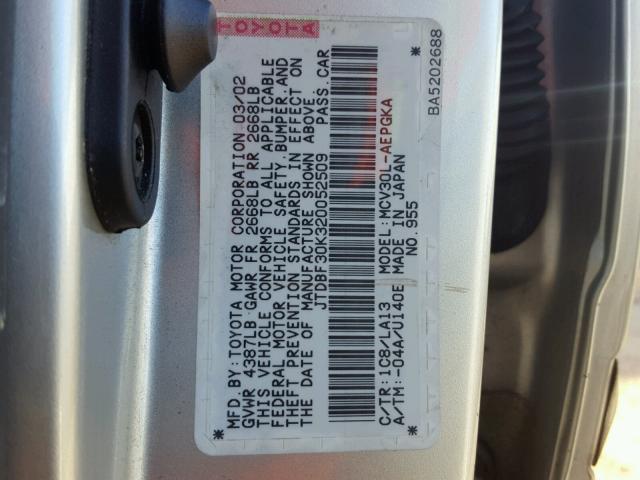 TOYOTA
MFD.BY:TOYOTA MOTOR CORPORATION 03/02
GVWR 4387LB GAWR FR 2668LB RR 2668LB
THIS VEHICLE CONFORMS TO ALL APPLICABLE
FEDERAL MOTOR VEHICLE SAFETY,BUMPER,AND
THEFT PREVENTION STANDARDS IN EFFECT ON
THE DATE OF MANUFACTURE SHOWN ABOVE.
JTDBF30K320052509 PASS.CAR
C/TR:1C8/LA13 MODEL:MCV30L-AEPGKA
A/TM:-04A/U140E MADE IN JAPAN
NO.955
BA5202688